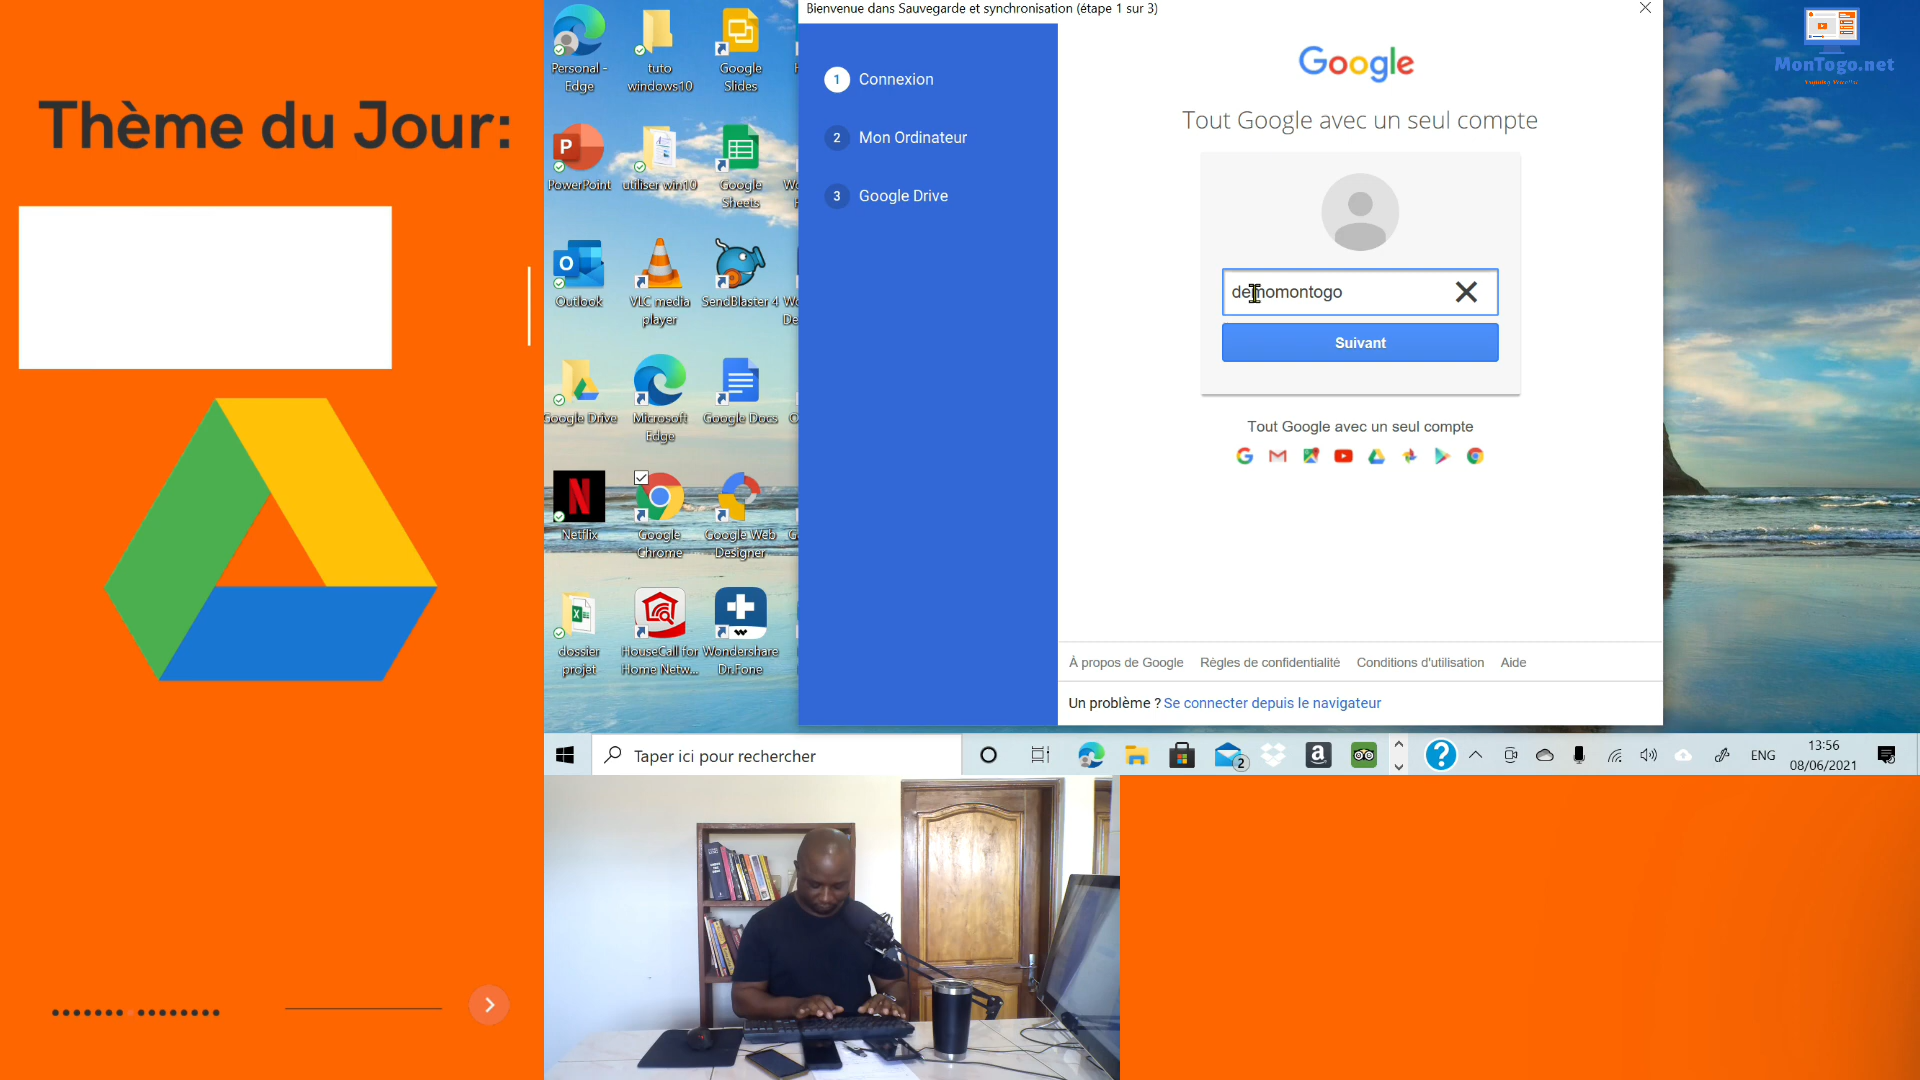 Thème du Jour:
Bienvenue dans Sauvegarde et synchronisation (étape 1 sur 3)
1 Connexion
2 Mon Ordinateur
3 Google Drive
Google
Tout Google avec un seul compte
demomontogo
Suivant
Tout Google avec un seul compte
À propos de Google Règles de confidentialité Conditions d'utilisation Aide
Un problème ? Se connecter depuis le navigateur
Personal - Edge
tuto windows10
Google Slides
PowerPoint
utiliser win10
Google Sheets
Outlook
VLC media player
SendBlaster 4
Google Drive
Microsoft Edge
Google Docs
Netflix
Google Chrome
Google Web Designer
dossier projet
HouseCall for Home Netw...
Wondershare Dr.Fone
MonTogo.net
Taper ici pour rechercher
2
ENG
13:56
08/06/2021